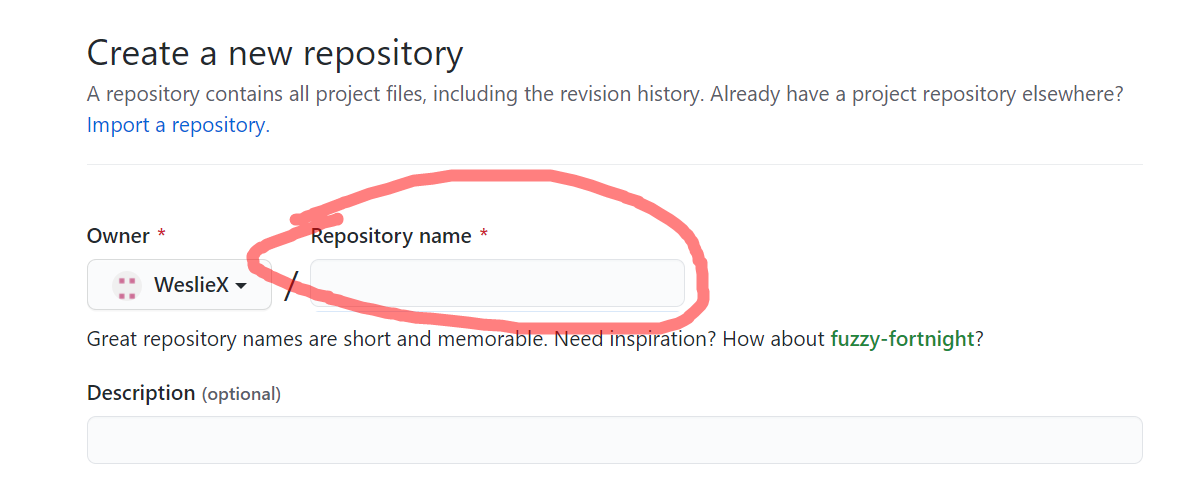 Create a new repository
A repository contains all project files, including the revision history. Already have a project repository elsewhere?
Import a repository.
Owner * Repository name *
WeslieX /
Great repository names are short and memorable. Need inspiration? How about fuzzy-fortnight?
Description (optional)